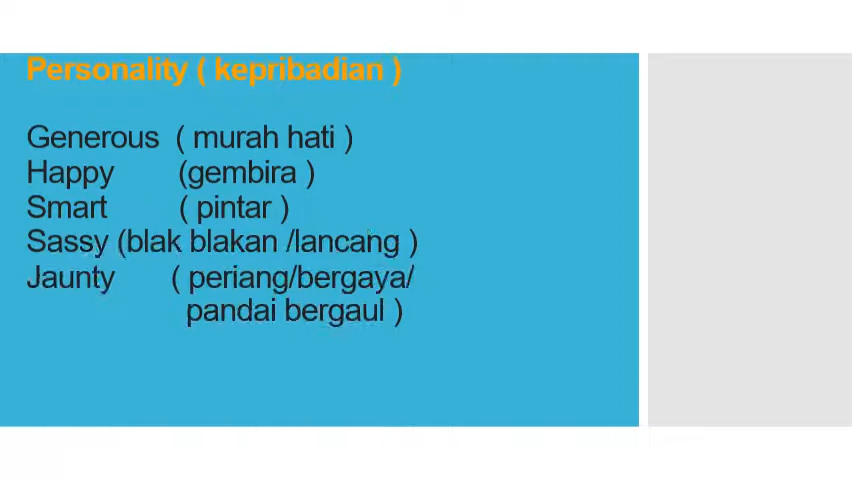 Personality ( kepribadian )
Generous ( murah hati )
Happy (gembira )
Smart ( pintar )
Sassy (blak blakan /lancang )
Jaunty ( periang/bergaya/
pandai bergaul )